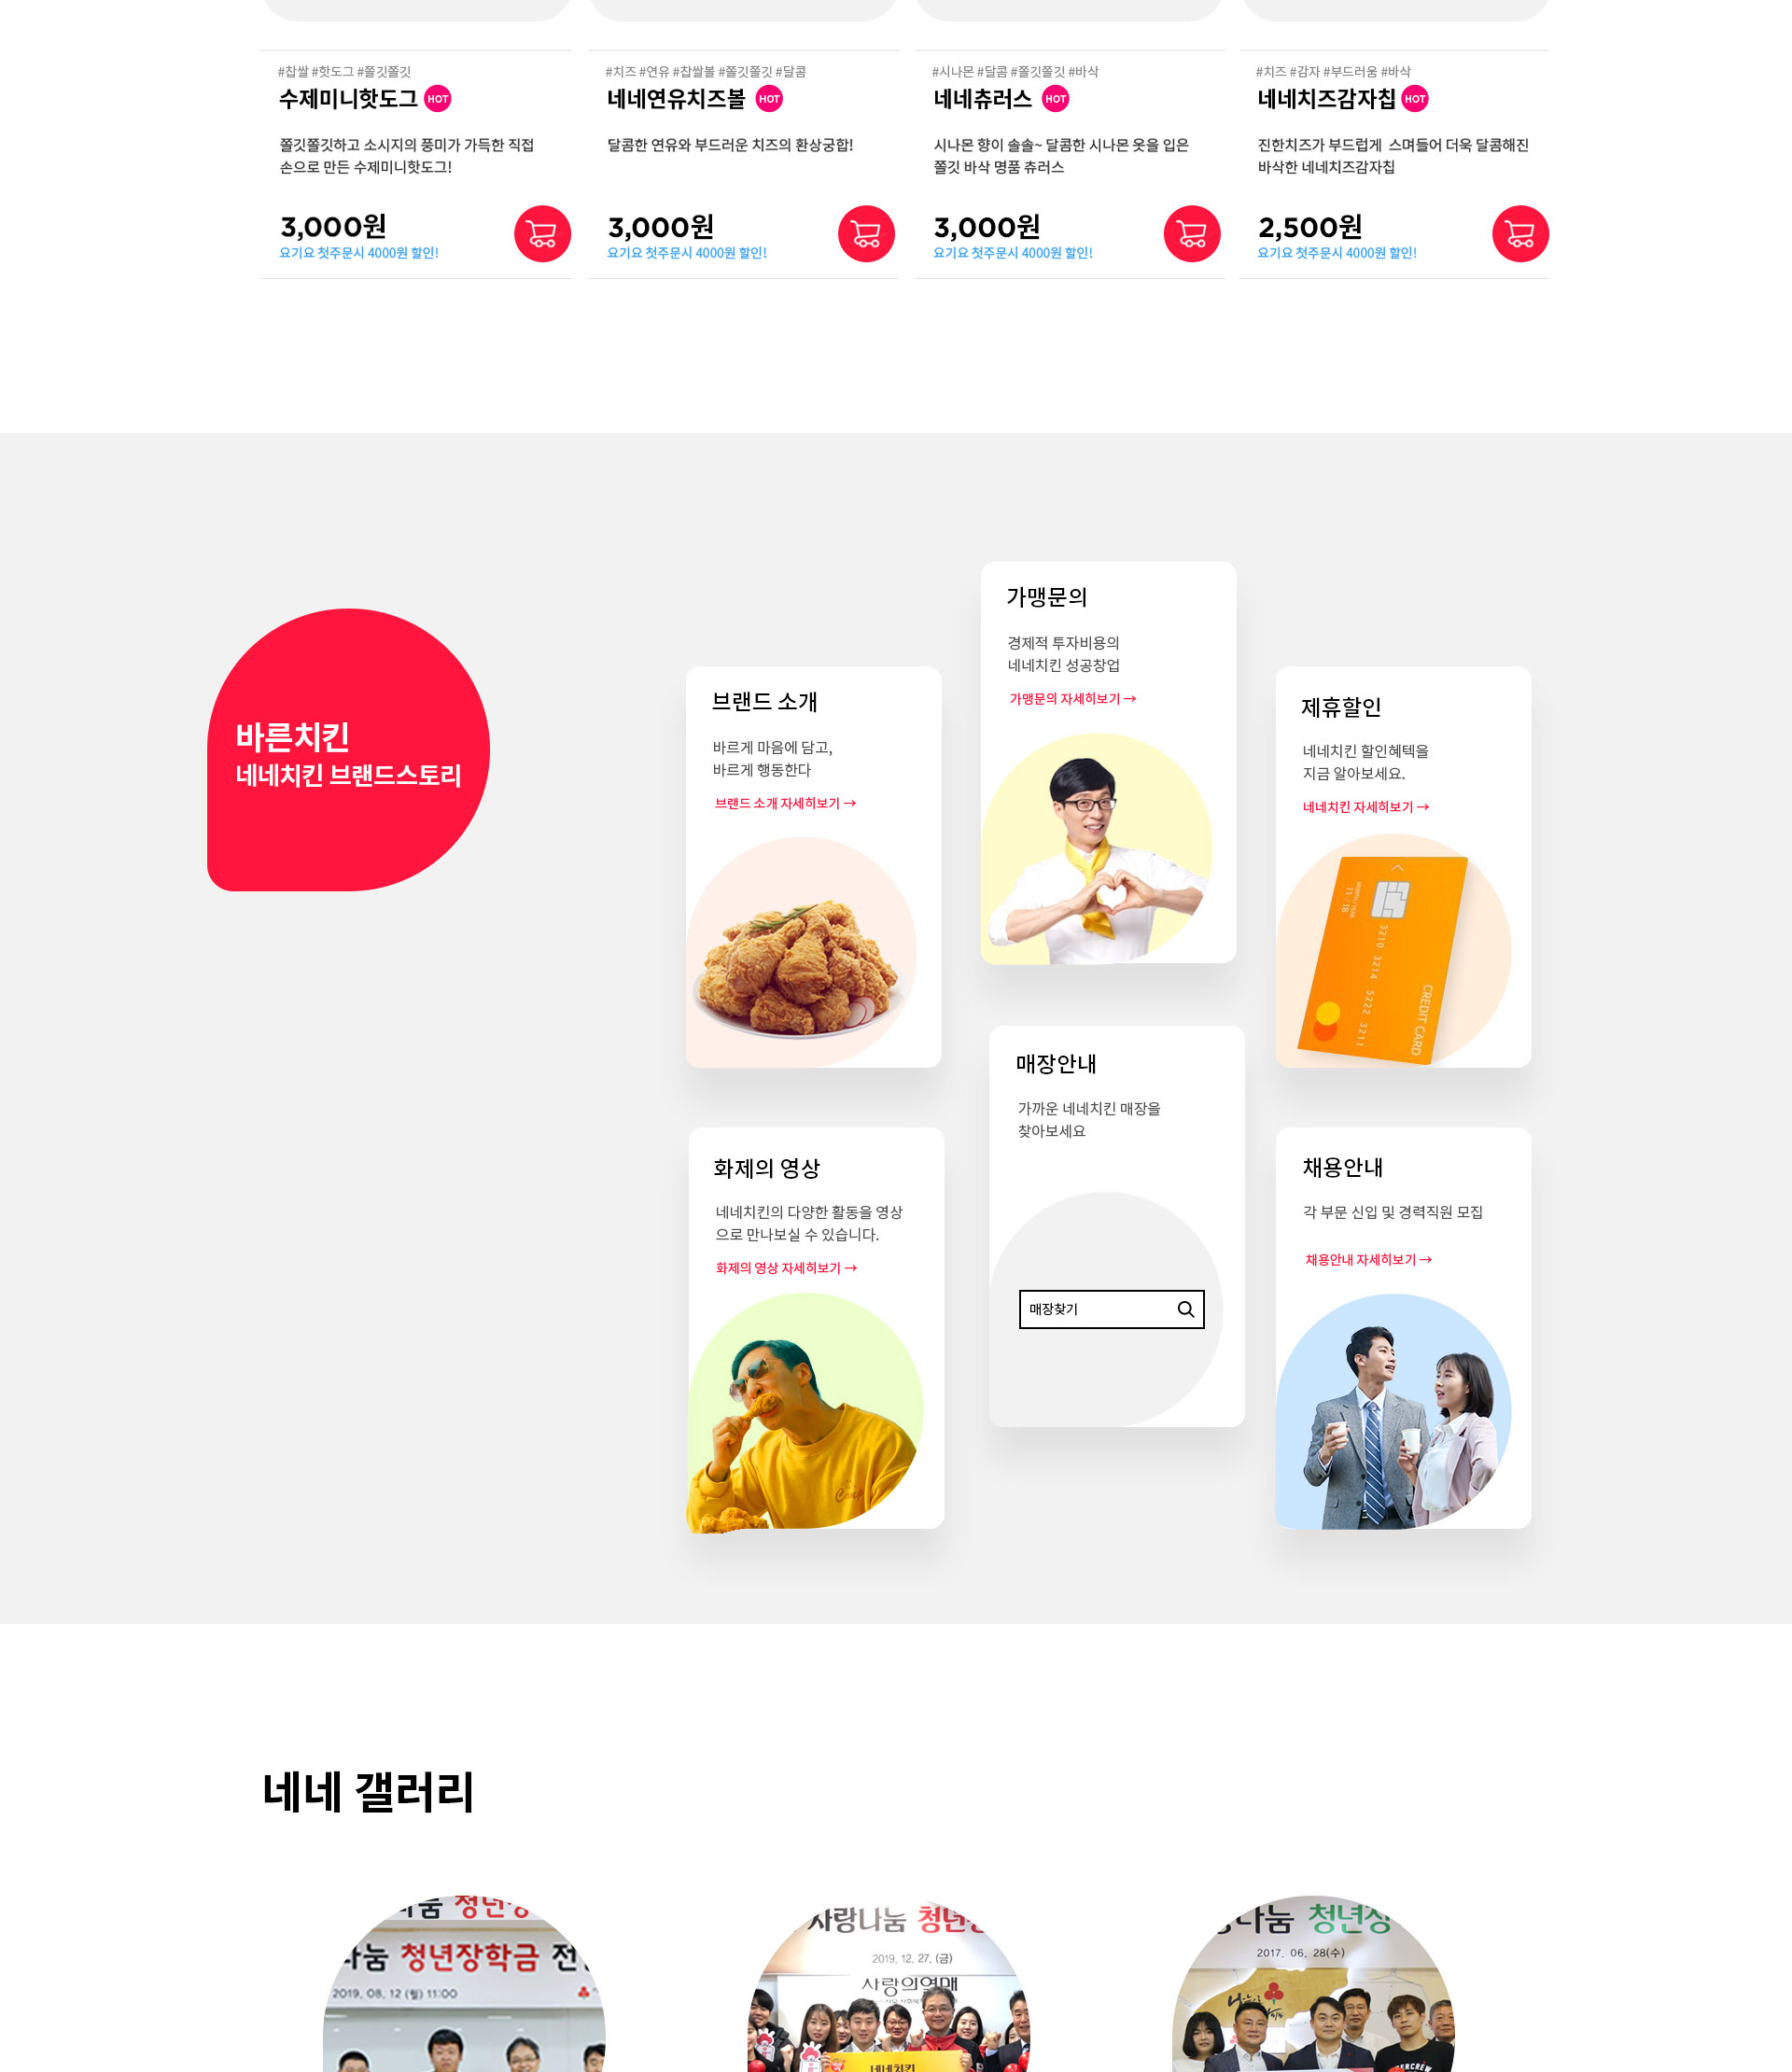 #찹쌀 #핫도그 #쫄깃쫄깃
수제미니핫도그 HOT
쫄깃쫄깃하고 소시지의 풍미가 가득한 직접
손으로 만든 수제미니핫도그!
3,000원
요기요 첫주문시 4000원 할인!
#치즈 #연유 #찹쌀볼 #쫄깃쫄깃 #달콤
네네연유치즈볼 HOT
달콤한 연유와 부드러운 치즈의 환상궁합!
3,000원
요기요 첫주문시 4000원 할인!
#시나몬 #달콤 #쫄깃쫄깃 #바삭
네네츄러스 HOT
시나몬 향이 솔솔~ 달콤한 시나몬 옷을 입은
쫄깃 바삭 명품 츄러스
3,000원
요기요 첫주문시 4000원 할인!
#치즈 #감자 #부드러움 #바삭
네네치즈감자칩 HOT
진한치즈가 부드럽게 스며들어 더욱 달콤해진
바삭한 네네치즈감자칩
2,500원
요기요 첫주문시 4000원 할인!
바른치킨
네네치킨 브랜드스토리
브랜드 소개
바르게 마음에 담고,
바르게 행동한다
브랜드 소개 자세히보기 →
가맹문의
경제적 투자비용의
네네치킨 성공창업
가맹문의 자세히보기 →
제휴할인
네네치킨 할인혜텍을
지금 알아보세요.
네네치킨 자세히보기 →
MONTH/YEAR
11 / 18
3210 3214 5222 3211
CREDIT CARD
화제의 영상
네네치킨의 다양한 활동을 영상
으로 만나보실 수 있습니다.
화제의 영상 자세히보기 →
Camp
매장안내
가까운 네네치킨 매장을
찾아보세요
매장찾기
채용안내
각 부문 신입 및 경력직원 모집
채용안내 자세히보기 →
네네 갤러리
나눔 청년장학금 전
2019, 08, 12 (월) 11:00
사랑나눔 청년
2019, 12, 27, (금)
사랑의열매
네네치킨
나눔 청년장
2017. 06. 28(수)